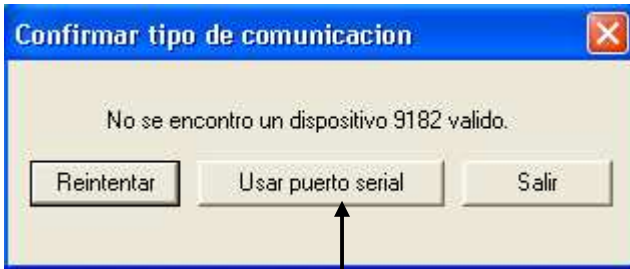 Confirmar tipo de comunicacion
No se encontro un dispositivo 9182 valido.
Reintentar
Usar puerto serial
Salir